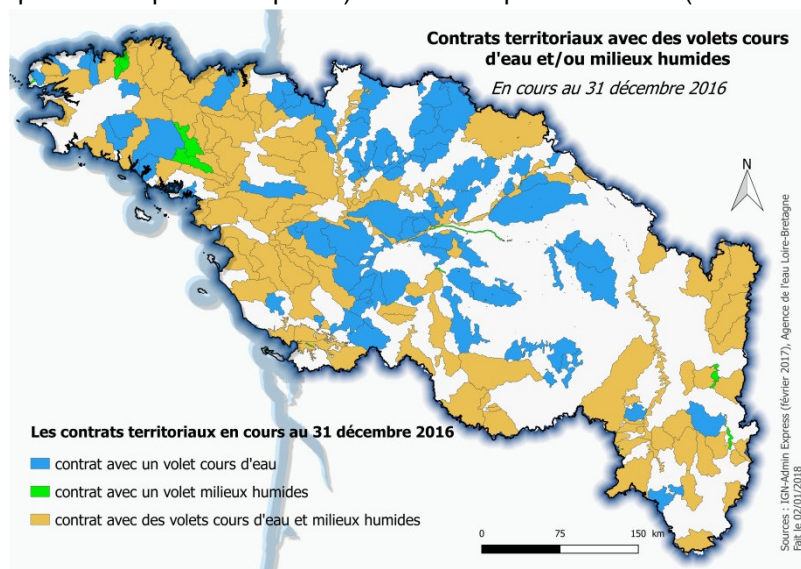 Contrats territoriaux avec des volets cours
d'eau et/ou milieux humides
En cours au 31 décembre 2016
N
Les contrats territoriaux en cours au 31 décembre 2016
contrat avec un volet cours d'eau
contrat avec un volet milieux humides
contrat avec des volets cours d'eau et milieux humides
0 75 150 km
Sources : IGN-Admin Express (février 2017), Agence de l'eau Loire-Bretagne
Fait le 02/01/2018